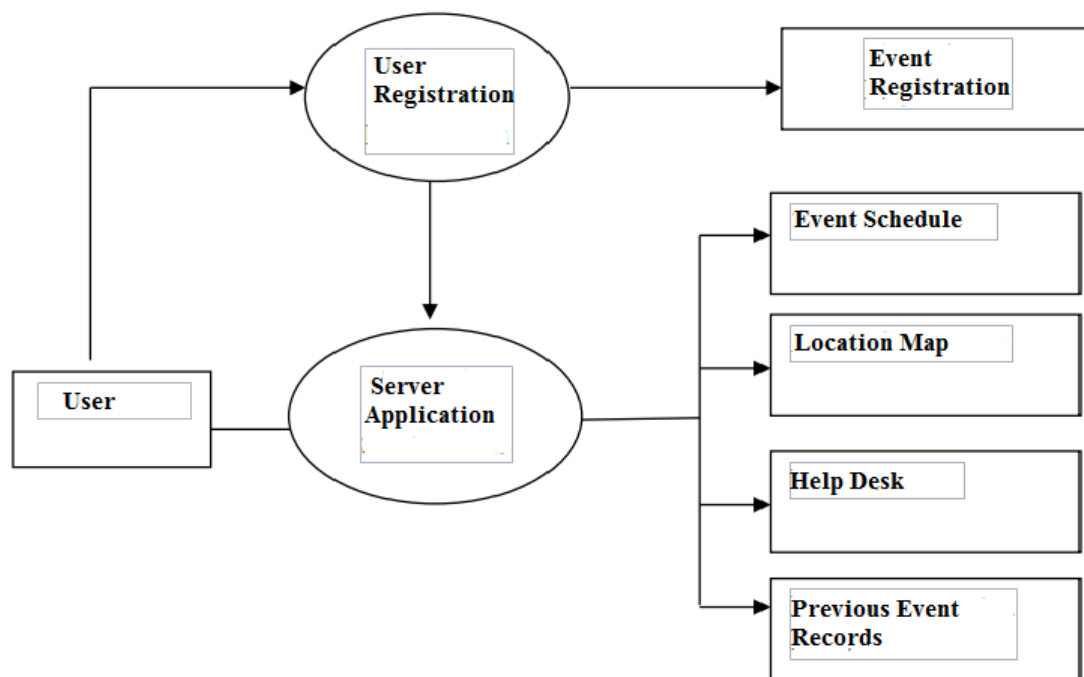 User
Registration
Event
Registration
Event Schedule
Location Map
User
Server
Application
Help Desk
Previous Event
Records